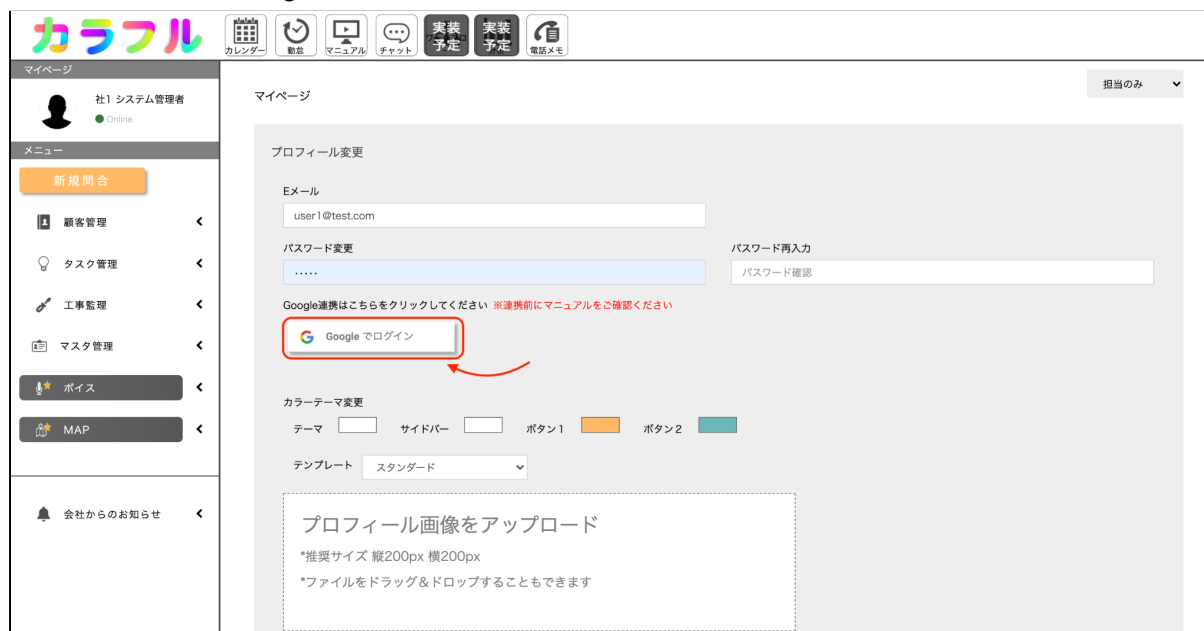 カラフル
カレンダー
勤怠
マニュアル
チャット
実装
予定
実装
予定
電話メモ
マイページ
社1 システム管理者
Online
メニュー
新規問合
顧客管理
タスク管理
工事監理
マスタ管理
ボイス
MAP
会社からのお知らせ
担当のみ
マイページ
プロフィール変更
Eメール
user1@test.com
パスワード変更
パスワード再入力
.....
パスワード確認
Google連携はこちらをクリックしてください ※連携前にマニュアルをご確認ください
Google でログイン
カラーテーマ変更
テーマ サイドバー ボタン1 ボタン2
テンプレート スタンダード
プロフィール画像をアップロード
*推奨サイズ 縦200px 横200px
*ファイルをドラッグ&ドロップすることもできます